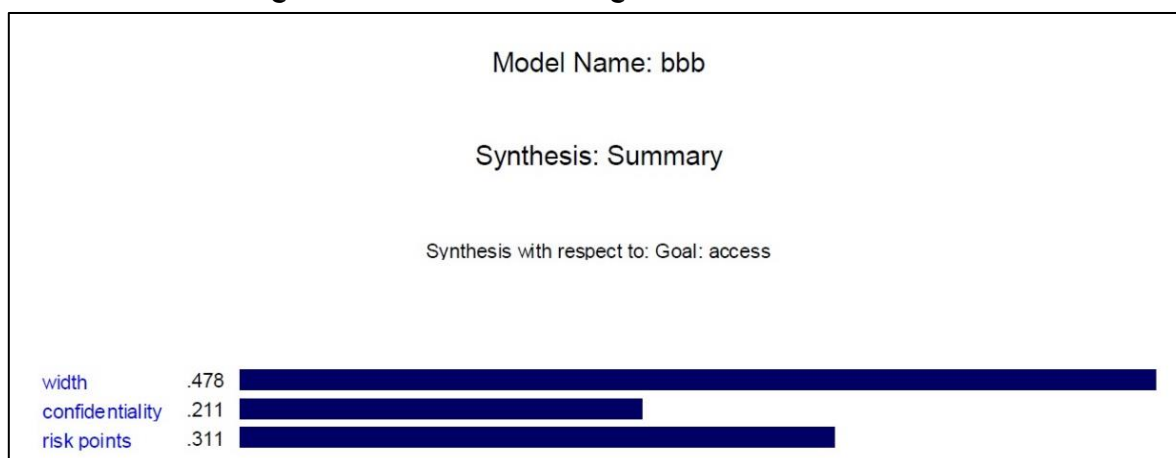 Model Name: bbb
Synthesis: Summary
Synthesis with respect to: Goal: access
width .478
confidentiality .211
risk points .311